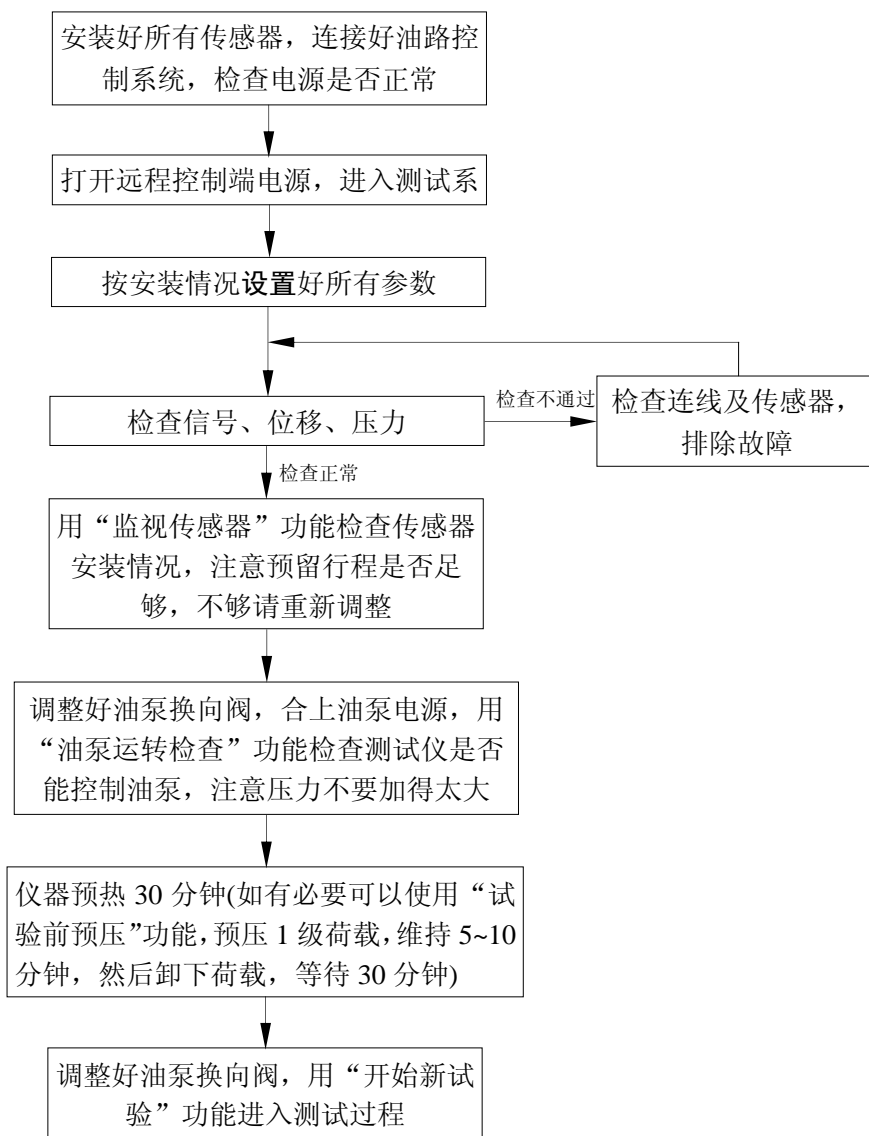 安装好所有传感器，连接好油路控
制系统，检查电源是否正常
打开远程控制端电源，进入测试系
按安装情况设置好所有参数
检查信号、位移、压力
检查不通过
检查连线及传感器，
排除故障
检查正常
用“监视传感器”功能检查传感器
安装情况，注意预留行程是否足
够，不够请重新调整
调整好油泵换向阀，合上油泵电源，用
“油泵运转检查”功能检查测试仪是否
能控制油泵，注意压力不要加得太大
仪器预热 30 分钟(如有必要可以使用“试
验前预压”功能，预压 1 级荷载，维持 5~10
分钟，然后卸下荷载，等待 30 分钟)
调整好油泵换向阀，用“开始新试
验”功能进入测试过程